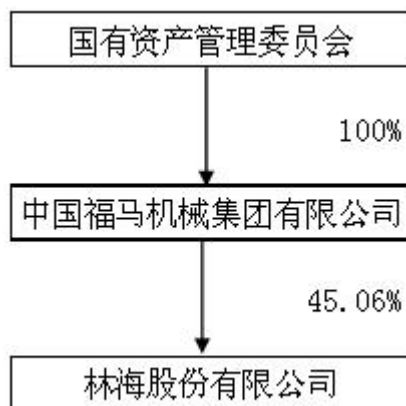 国有资产管理委员会
100%
中国福马机械集团有限公司
45.06%
林海股份有限公司